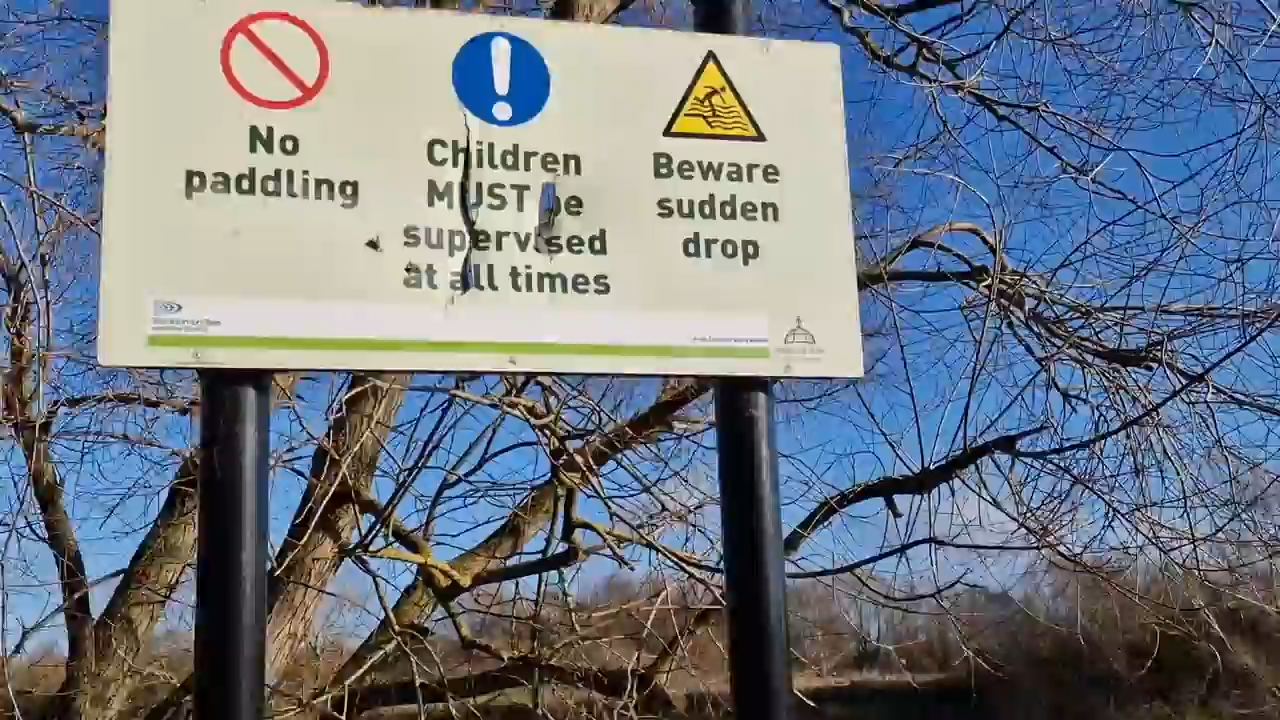 No
paddling
Children
MUST be
supervised
at all times
Beware
sudden
drop